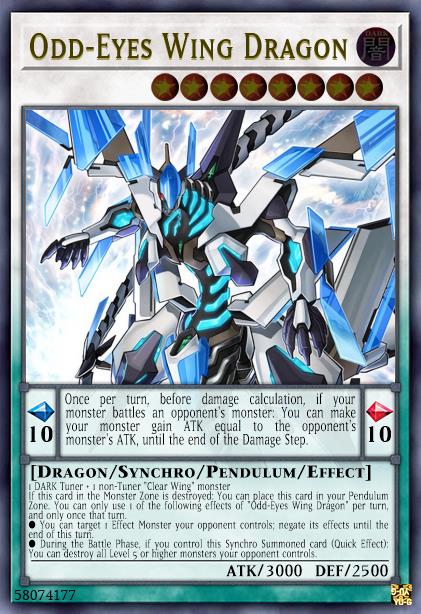 ODD-EYES WING DRAGON
DARK
闇
Once per turn, before damage calculation, if your
monster battles an opponent's monster: You can make
your monster gain ATK equal to the opponent's
monster's ATK, until the end of the Damage Step.
10
10
[DRAGON/SYNCHRO/PENDULUM/EFFECT]
1 DARK Tuner + 1 non-Tuner "Clear Wing" monster
If this card in the Monster Zone is destroyed: You can place this card in your Pendulum
Zone. You can only use 1 of the following effects of "Odd-Eyes Wing Dragon" per turn,
and only once that turn.
● You can target 1 Effect Monster your opponent controls; negate its effects until the
end of this turn.
● During the Battle Phase, if you control this Synchro Summoned card (Quick Effect):
You can destroy all Level 5 or higher monsters your opponent controls.
ATK/3000 DEF/2500
58074177